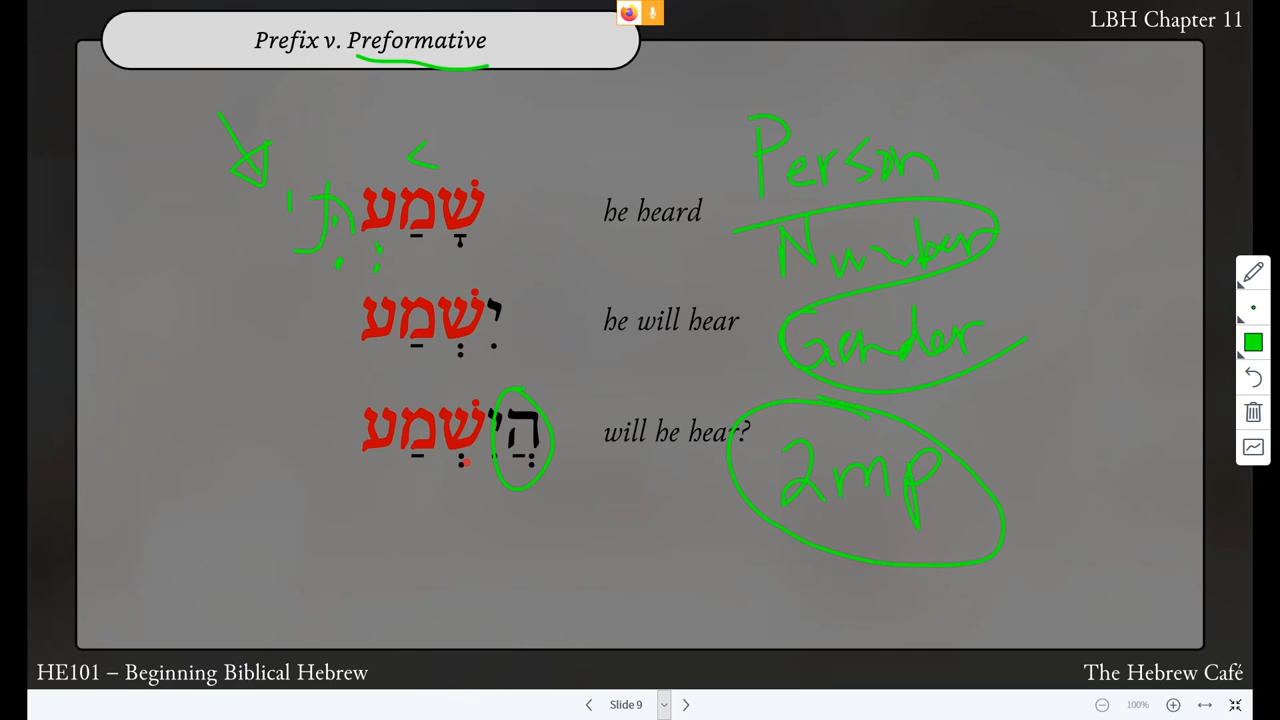 LBH Chapter 11
Prefix v. Preformative
Person
Number
Gender
2mp
תִּי
שָׁמַע he heard
יִשְׁמַע he will hear
הֲיִשְׁמַע will he hear?
HE101 – Beginning Biblical Hebrew
The Hebrew Café
Slide 9
100%